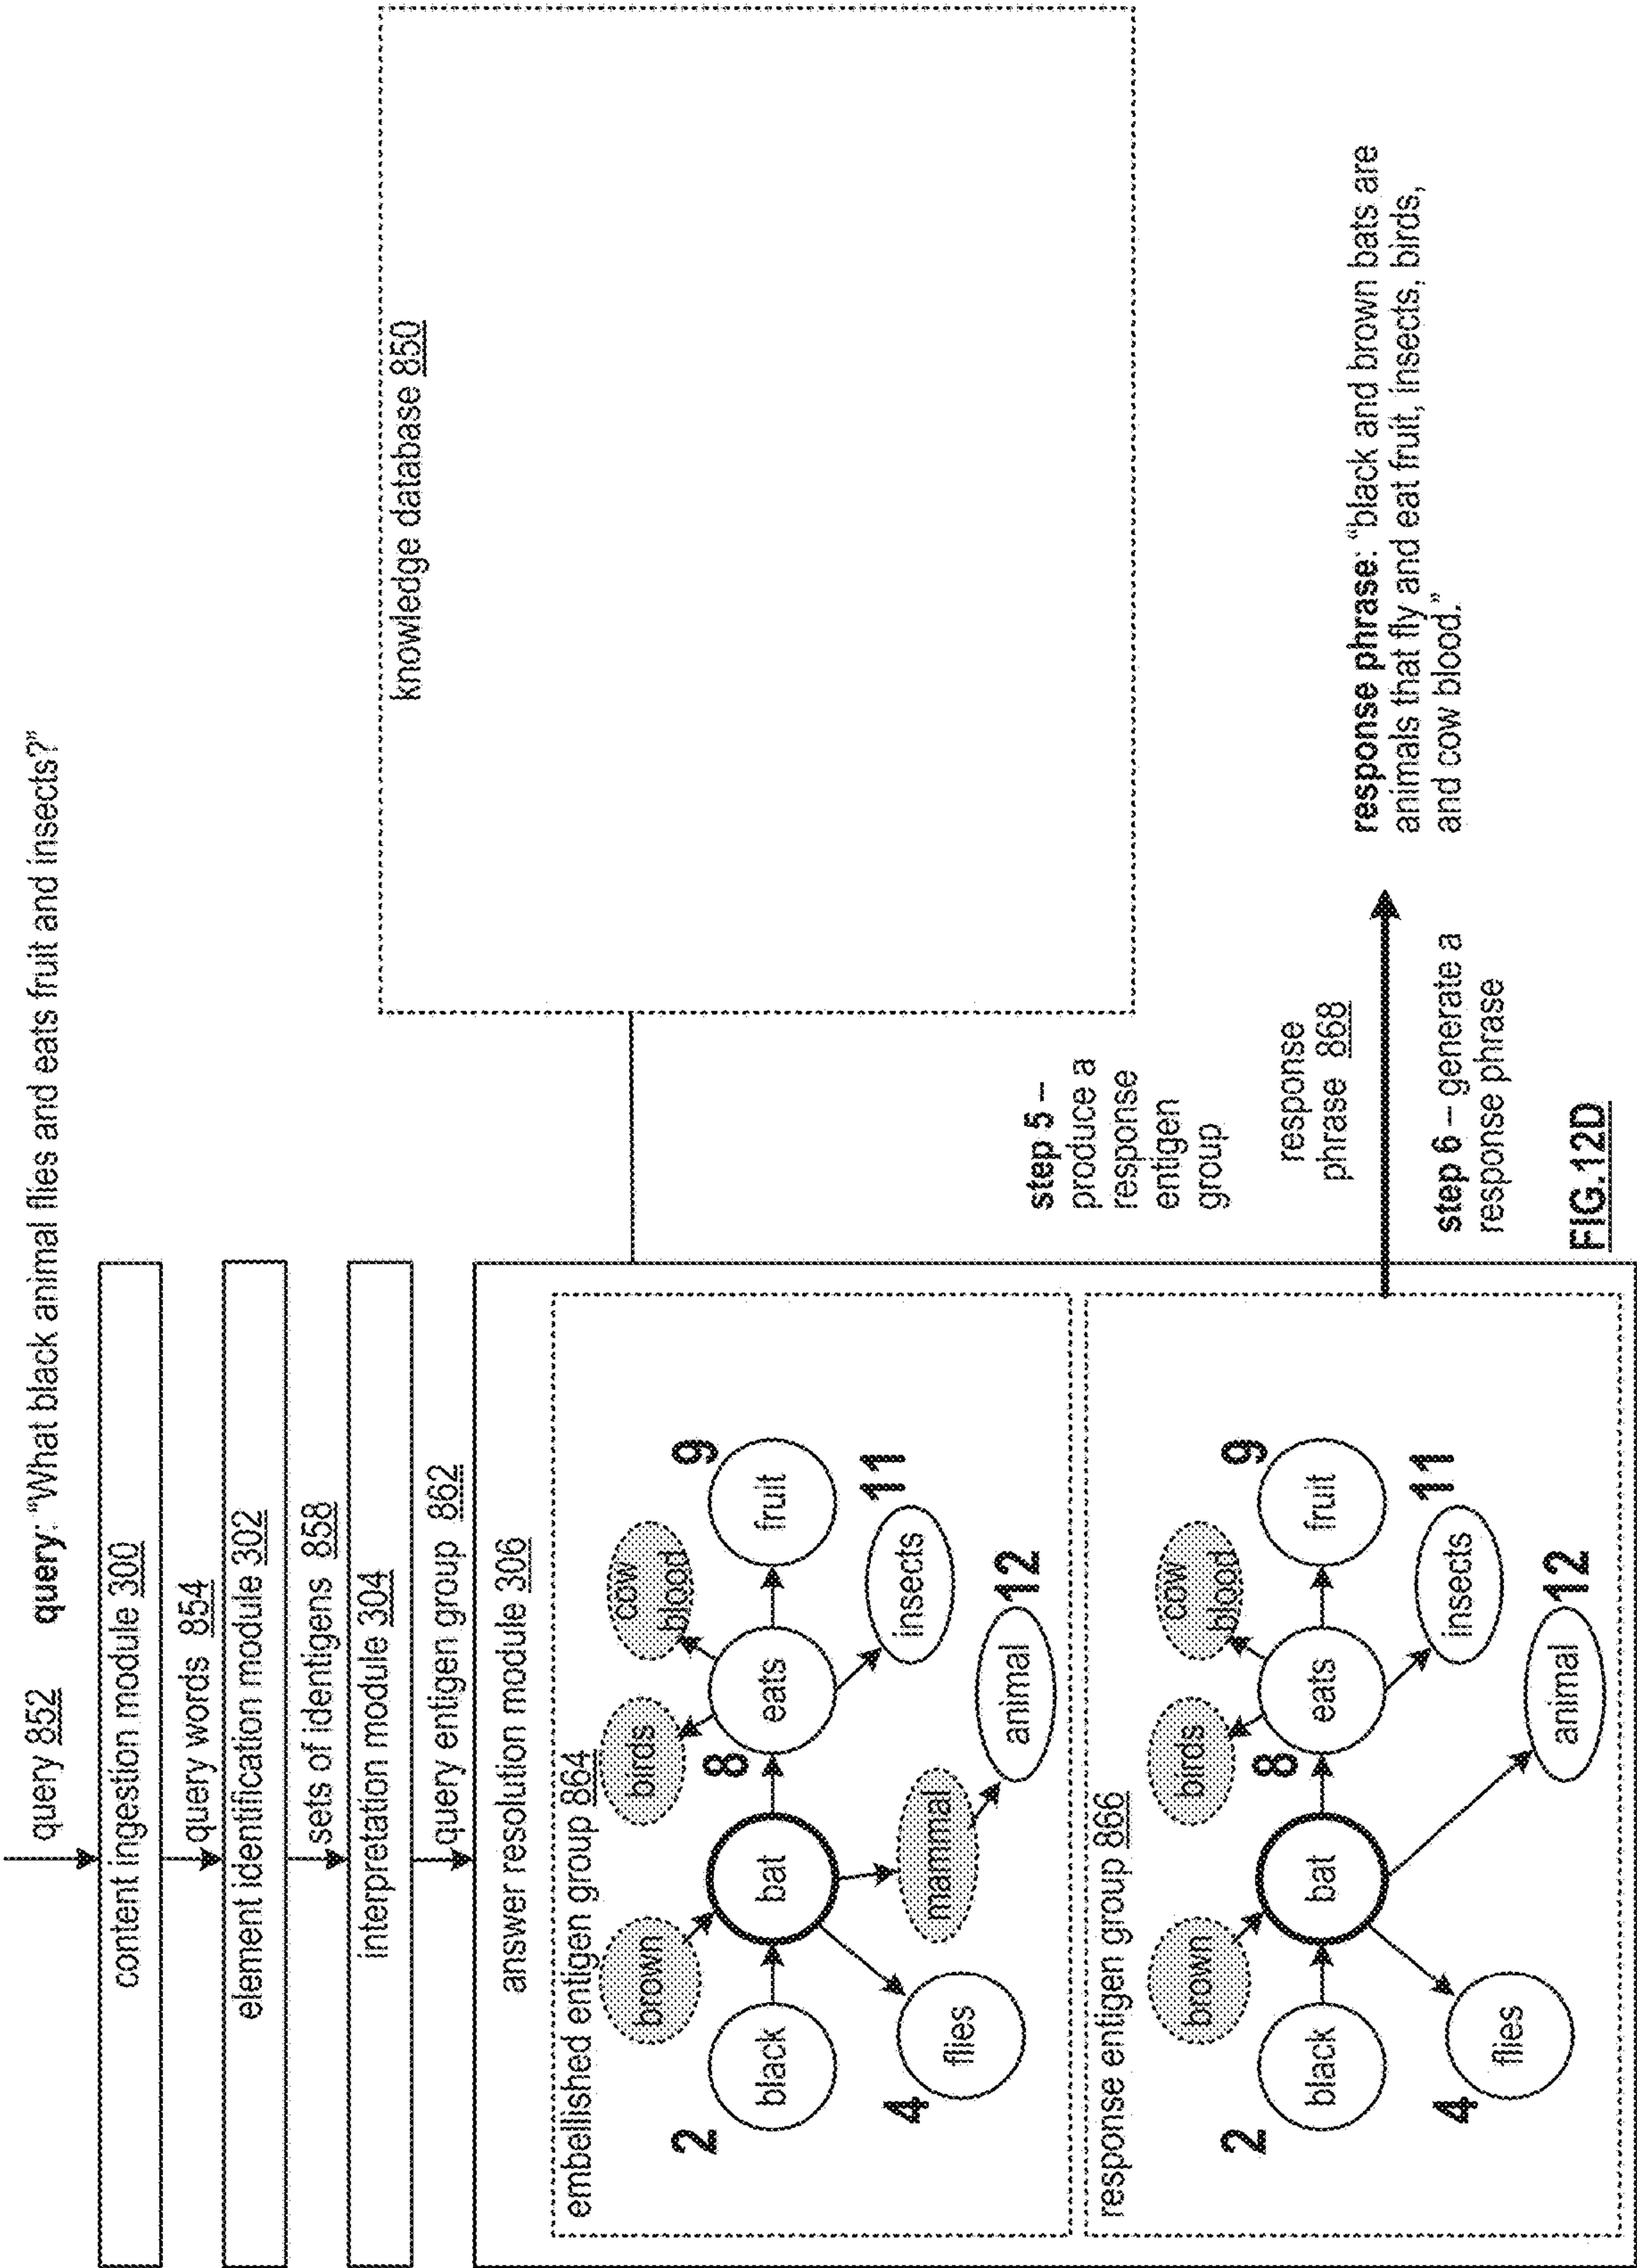 query 852
query: "What black animal flies and eats fruit and insects?"
content ingestion module 300
query words 854
element identification module 302
sets of identigens 858
interpretation module 304
query entigen group 862
answer resolution module 306
knowledge database 850
embellished entigen group 864
brown
birds
cow
blood
2
black
bat
8
eats
fruit
9
4
flies
mammal
insects
11
animal
12
step 5 –
produce a
response
entigen
group
response entigen group 866
brown
birds
cow
blood
2
black
bat
8
eats
fruit
9
4
flies
insects
11
animal
12
response
phrase 868
step 6 – generate a
response phrase
response phrase: "black and brown bats are
animals that fly and eat fruit, insects, birds,
and cow blood."
FIG.12D